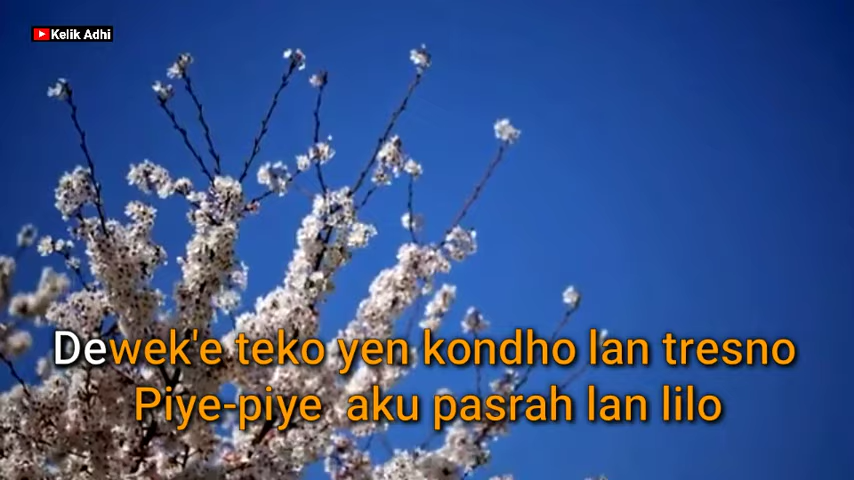 Kelik Adhi
Dewek'e teko yen kondho lan tresno
Piye-piye aku pasrah lan lilo